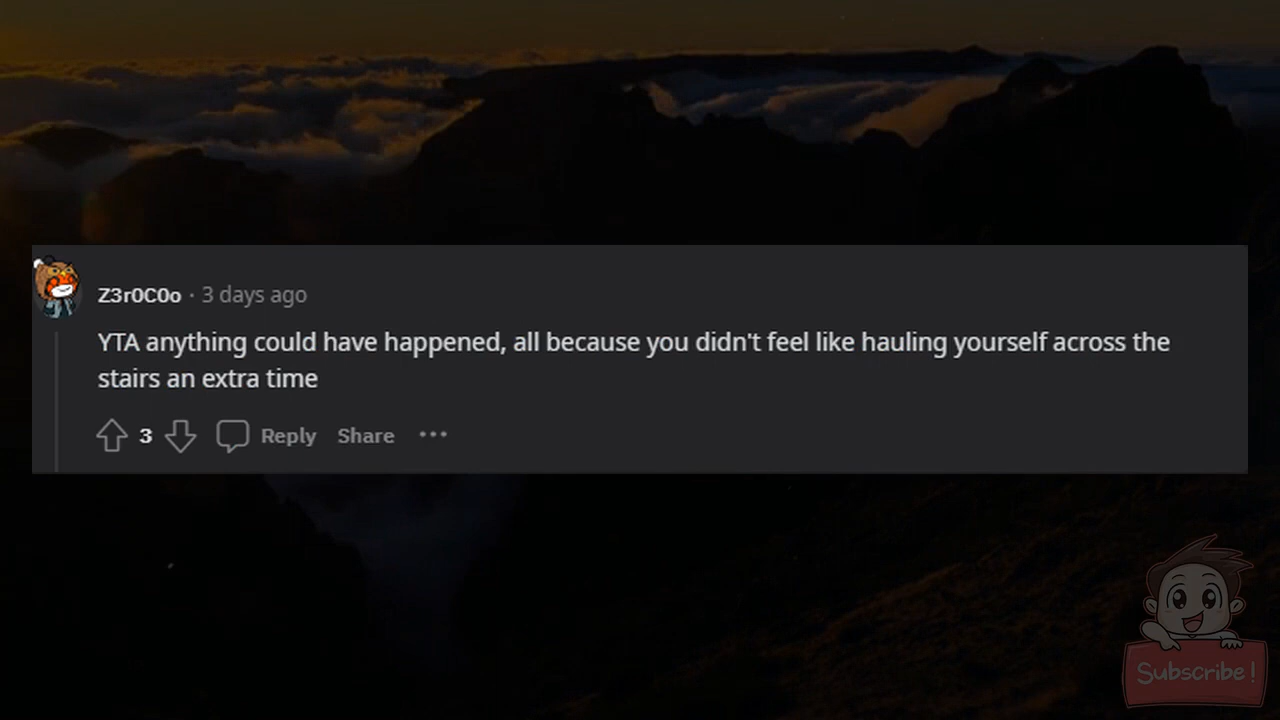 Z3r0C0o · 3 days ago
YTA anything could have happened, all because you didn't feel like hauling yourself across the
stairs an extra time
3 Reply Share ···
Subscribe!